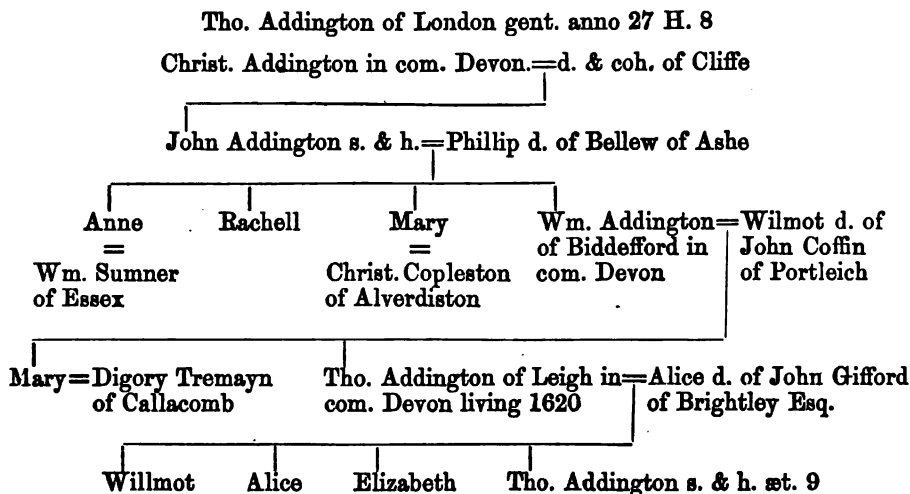 Tho. Addington of London gent. anno 27 H. 8
Christ. Addington in com. Devon.=d. & coh. of Cliffe
John Addington s. & h.=Phillip d. of Bellew of Ashe
Anne Rachell Mary Wm. Addington=Wilmot d. of
= = of Biddefford in John Coffin
Wm. Sumner Christ. Copleston com. Devon of Portleich
of Essex of Alverdiston
Mary=Digory Tremayn Tho. Addington of Leigh in=Alice d. of John Gifford
of Callacomb com. Devon living 1620 of Brightley Esq.
Willmot Alice Elizabeth Tho. Addington s. & h. æt. 9